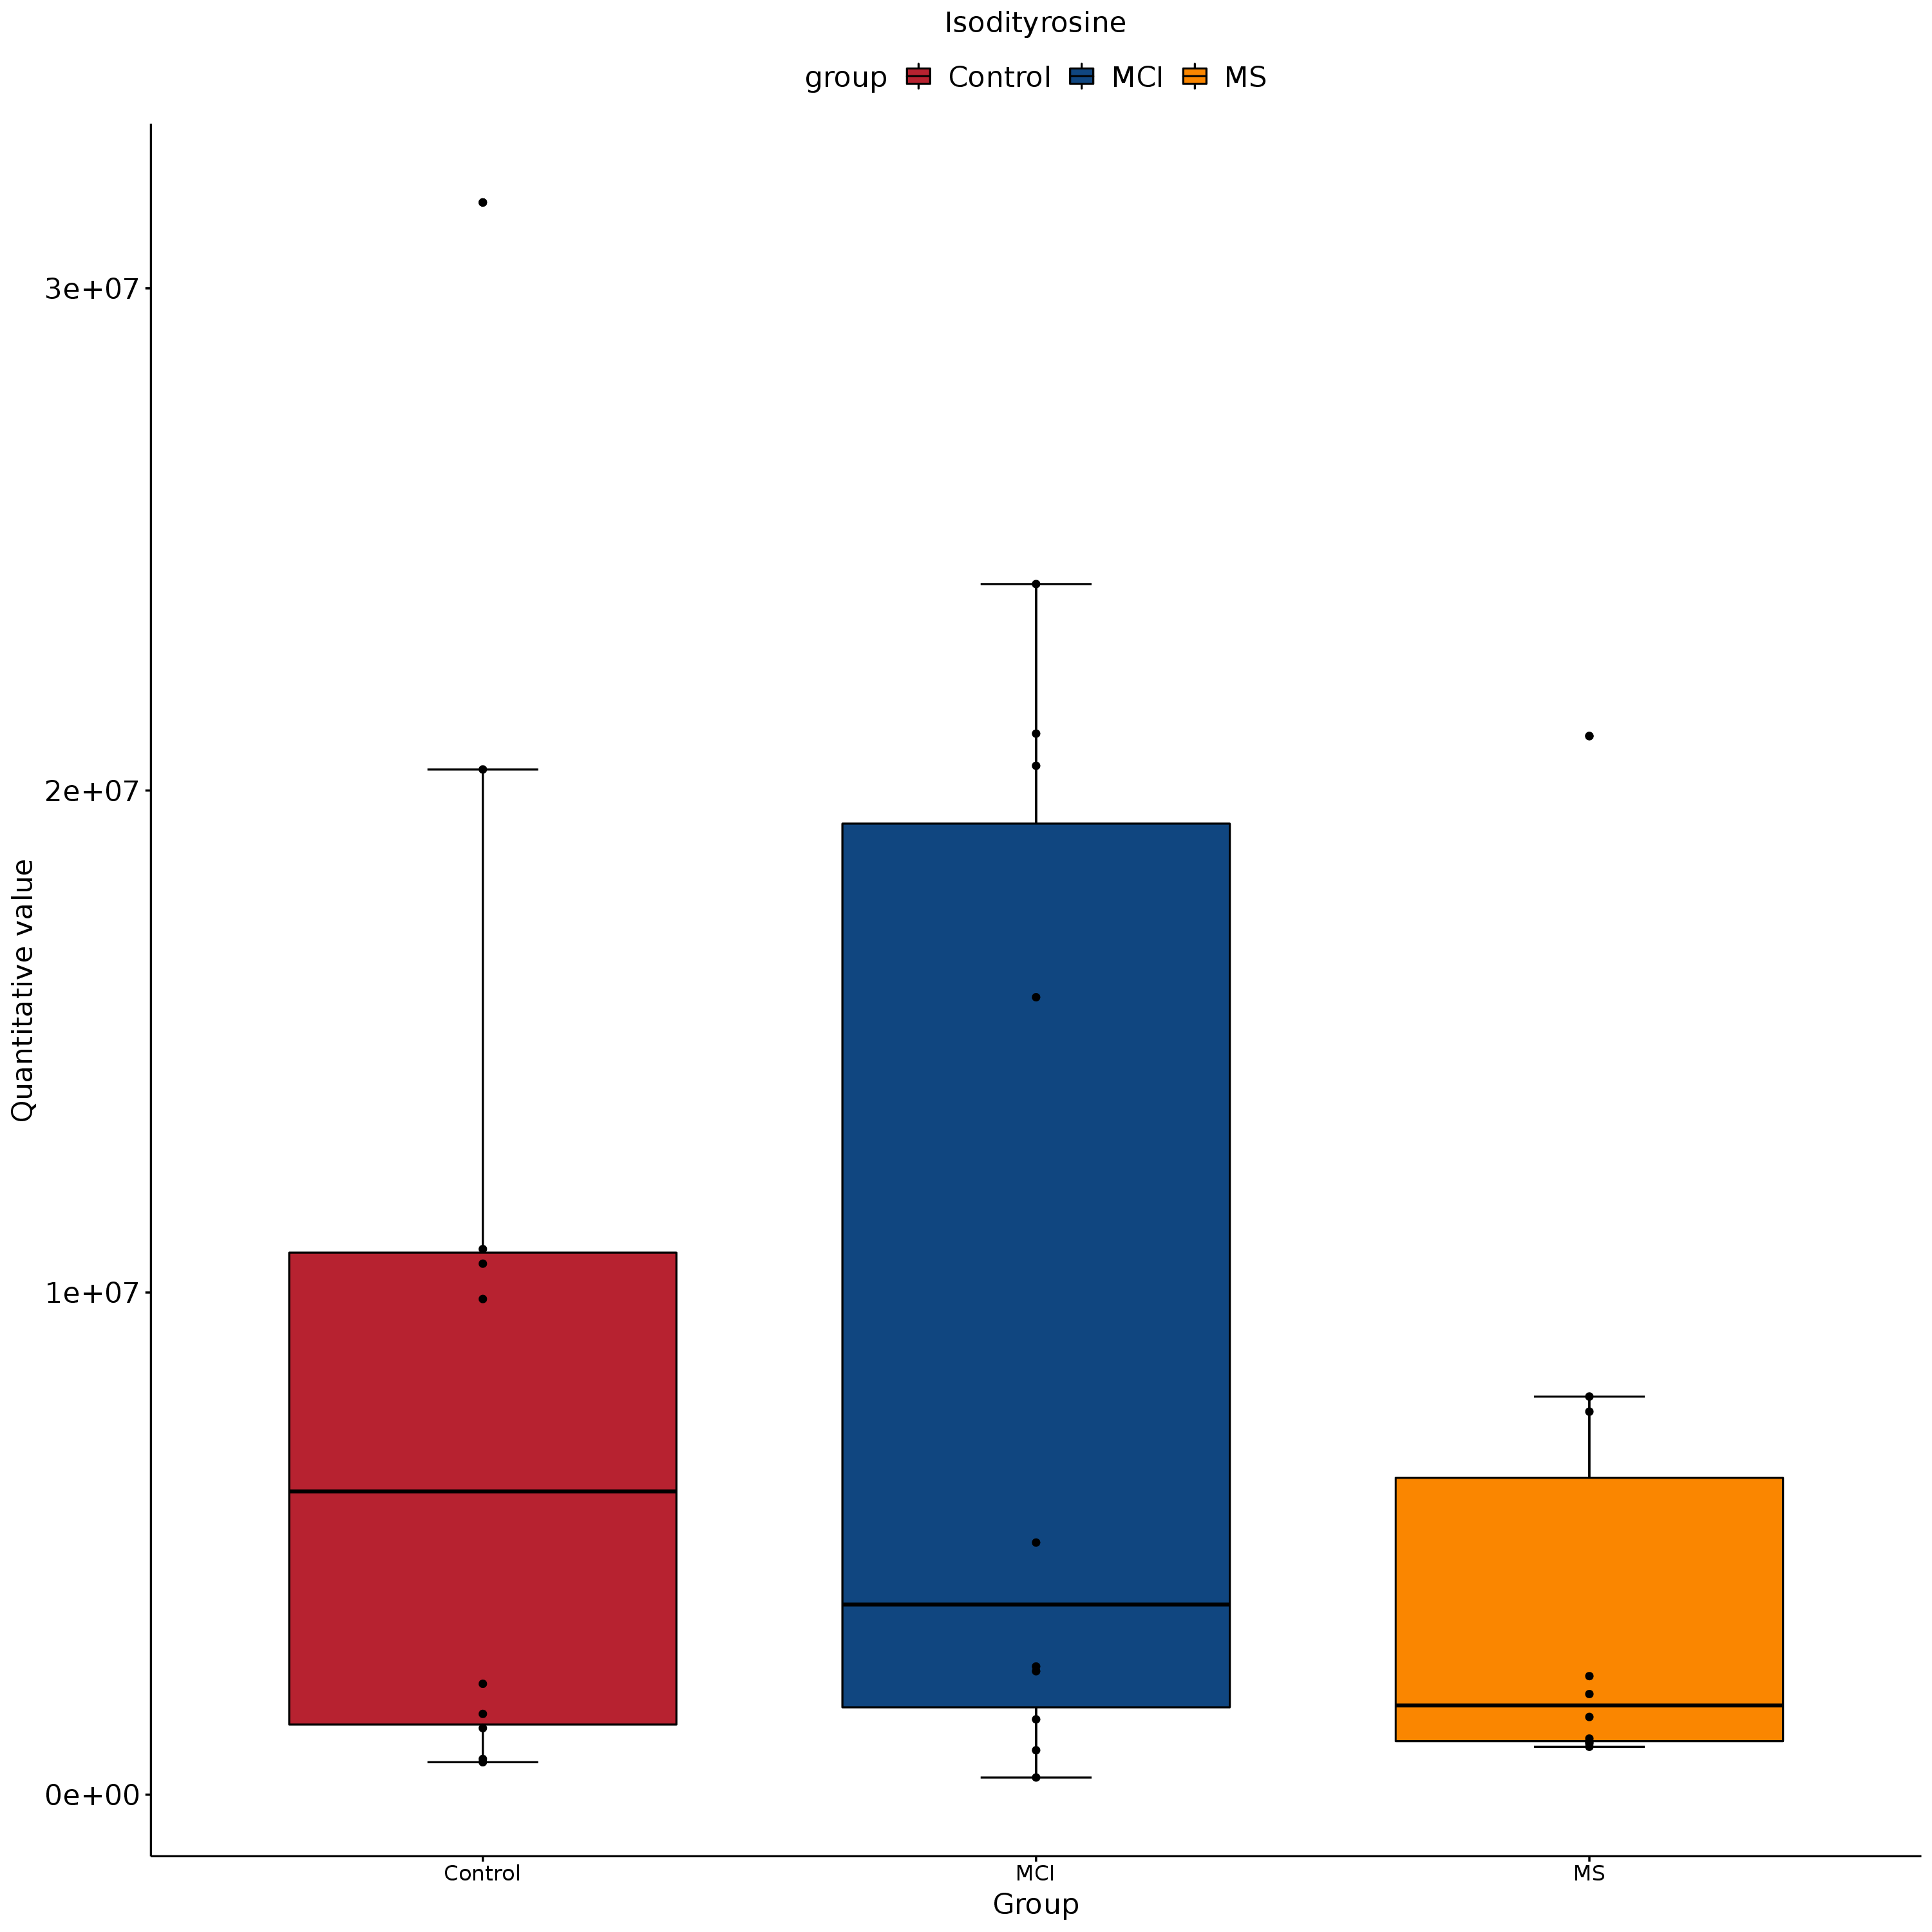 Isodityrosine
group Control MCI MS
3e+07
2e+07
1e+07
0e+00
Quantitative value
Control MCI MS
Group